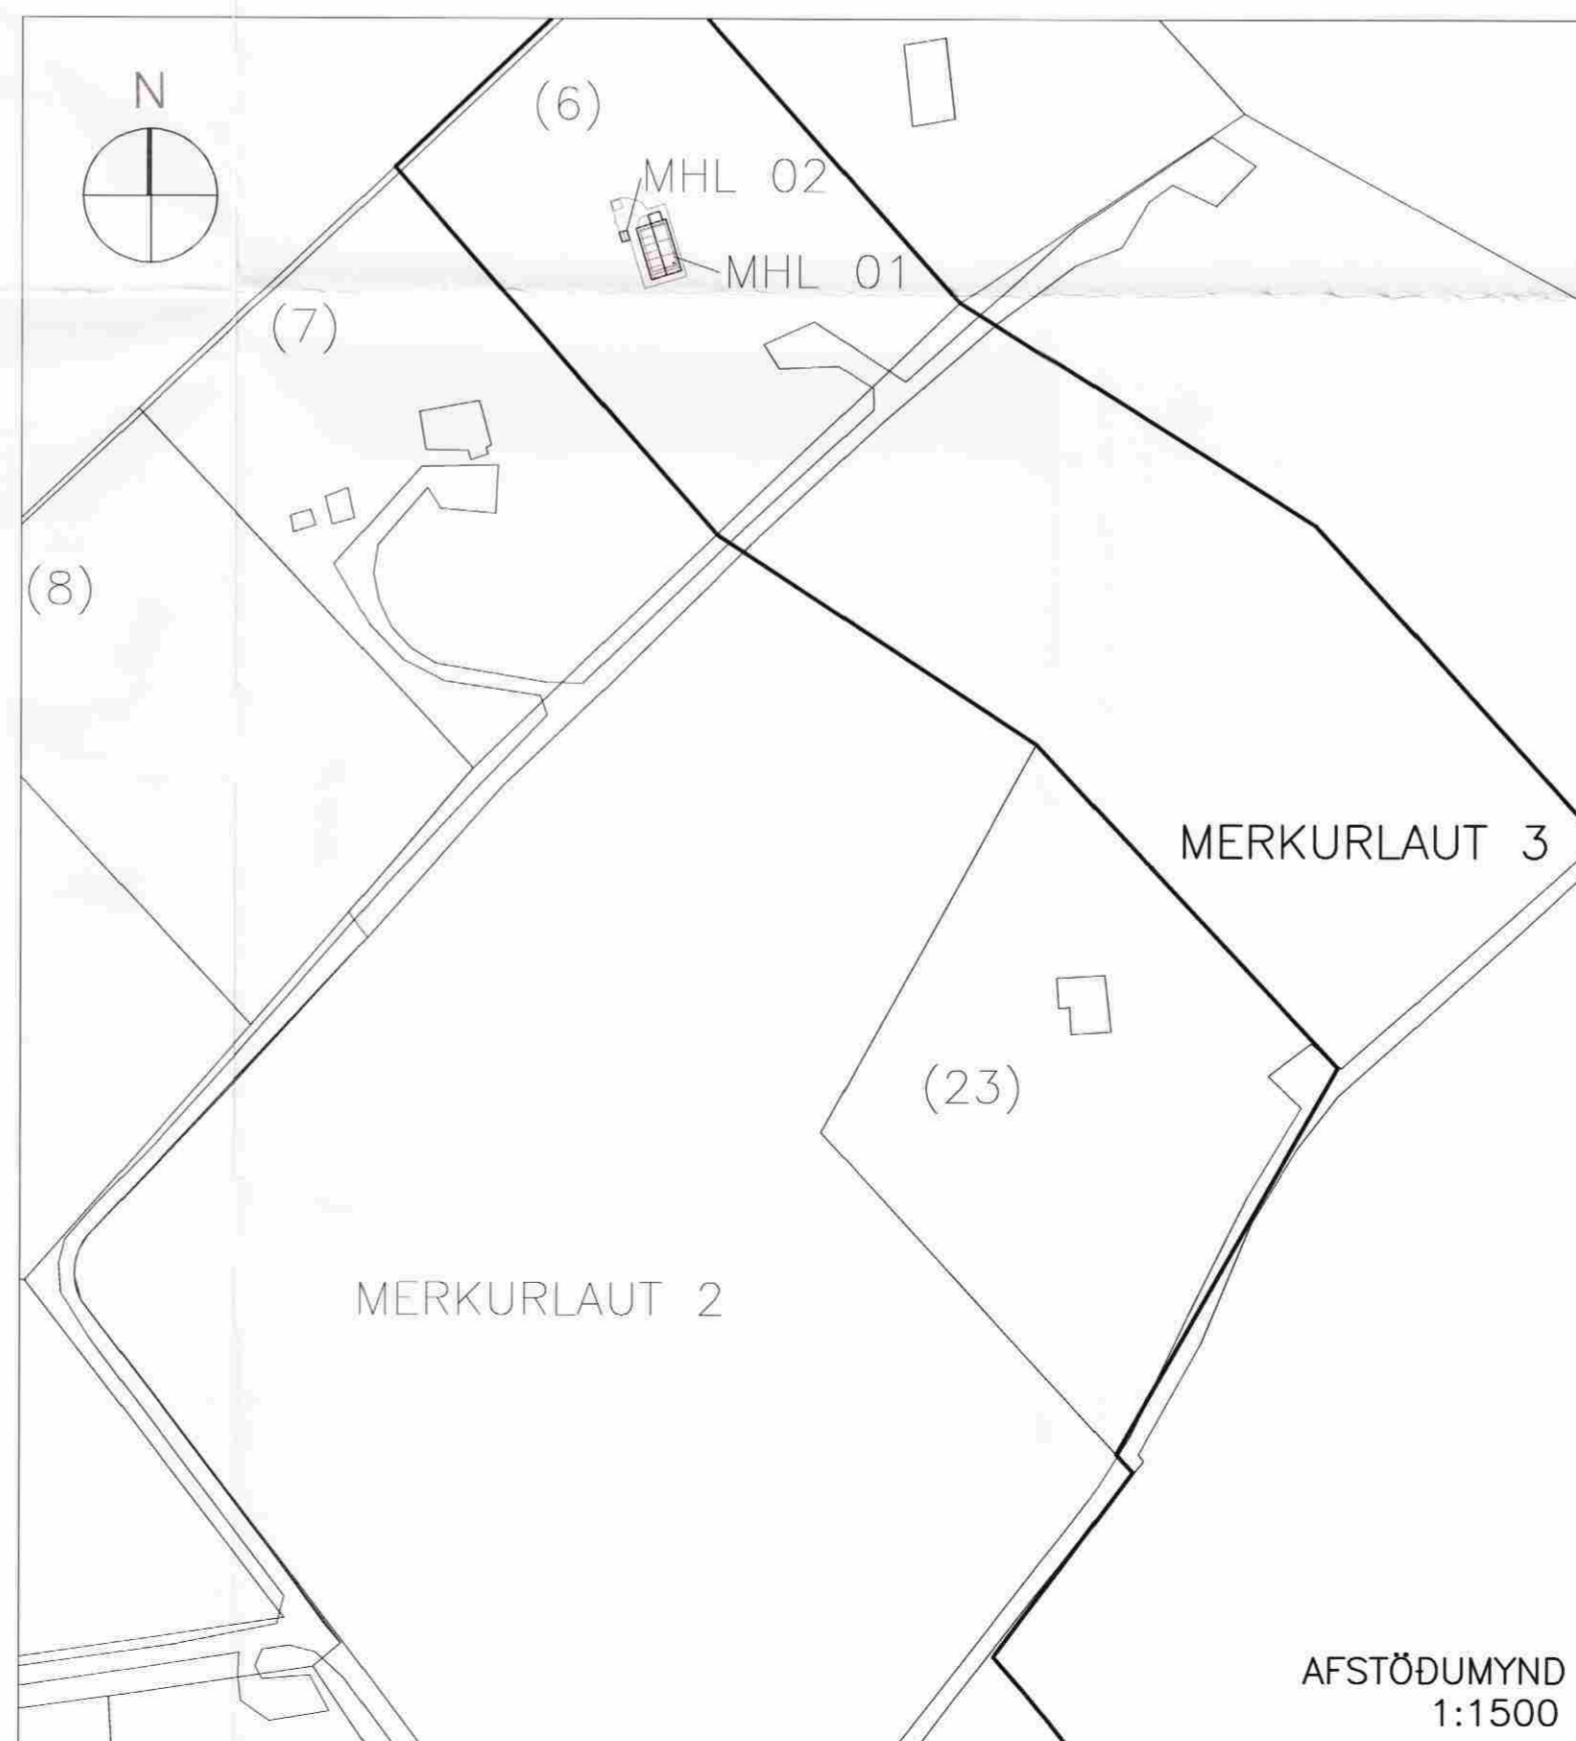 N
(6)
MHL 02
MHL 01
(7)
(8)
MERKURLAUT 3
(23)
MERKURLAUT 2
AFSTÖÐUMYND
1:1500